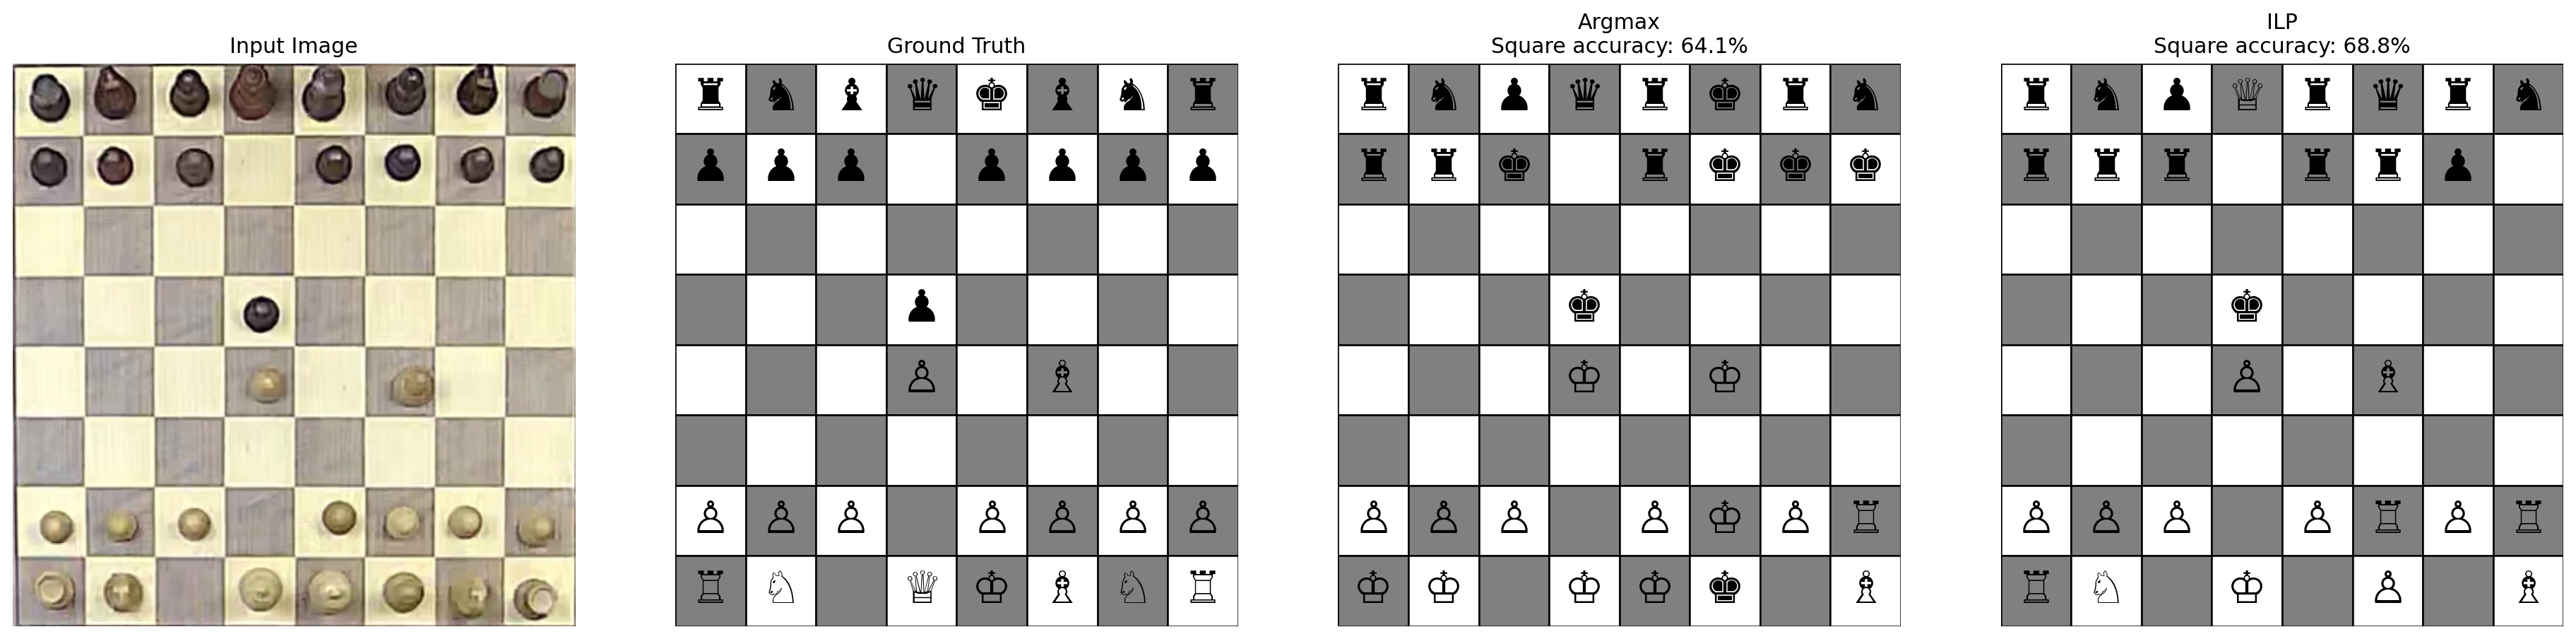 Input Image
Ground Truth
Argmax
Square accuracy: 64.1%
ILP
Square accuracy: 68.8%